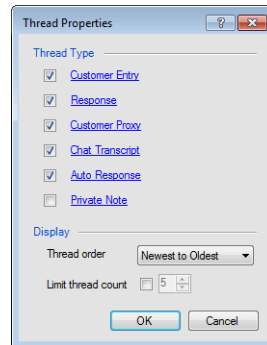 Thread Properties
Thread Type
Customer Entry
Response
Customer Proxy
Chat Transcript
Auto Response
Private Note
Display
Thread order Newest to Oldest
Limit thread count 5
OK Cancel